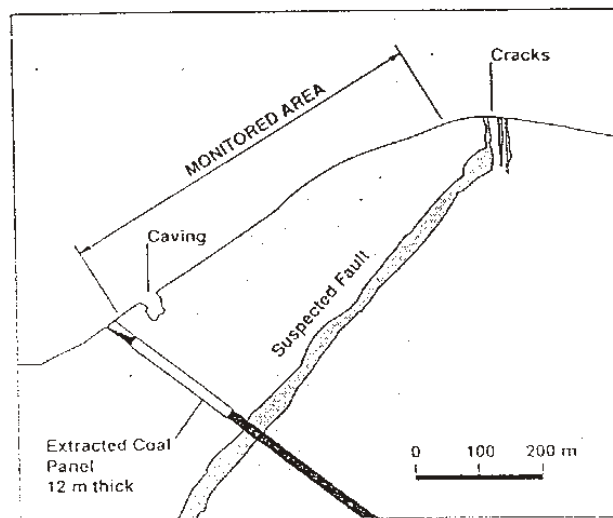 Cracks
MONITORED AREA
Caving
Suspected Fault
Extracted Coal
Panel
12 m thick
0 100 200 m